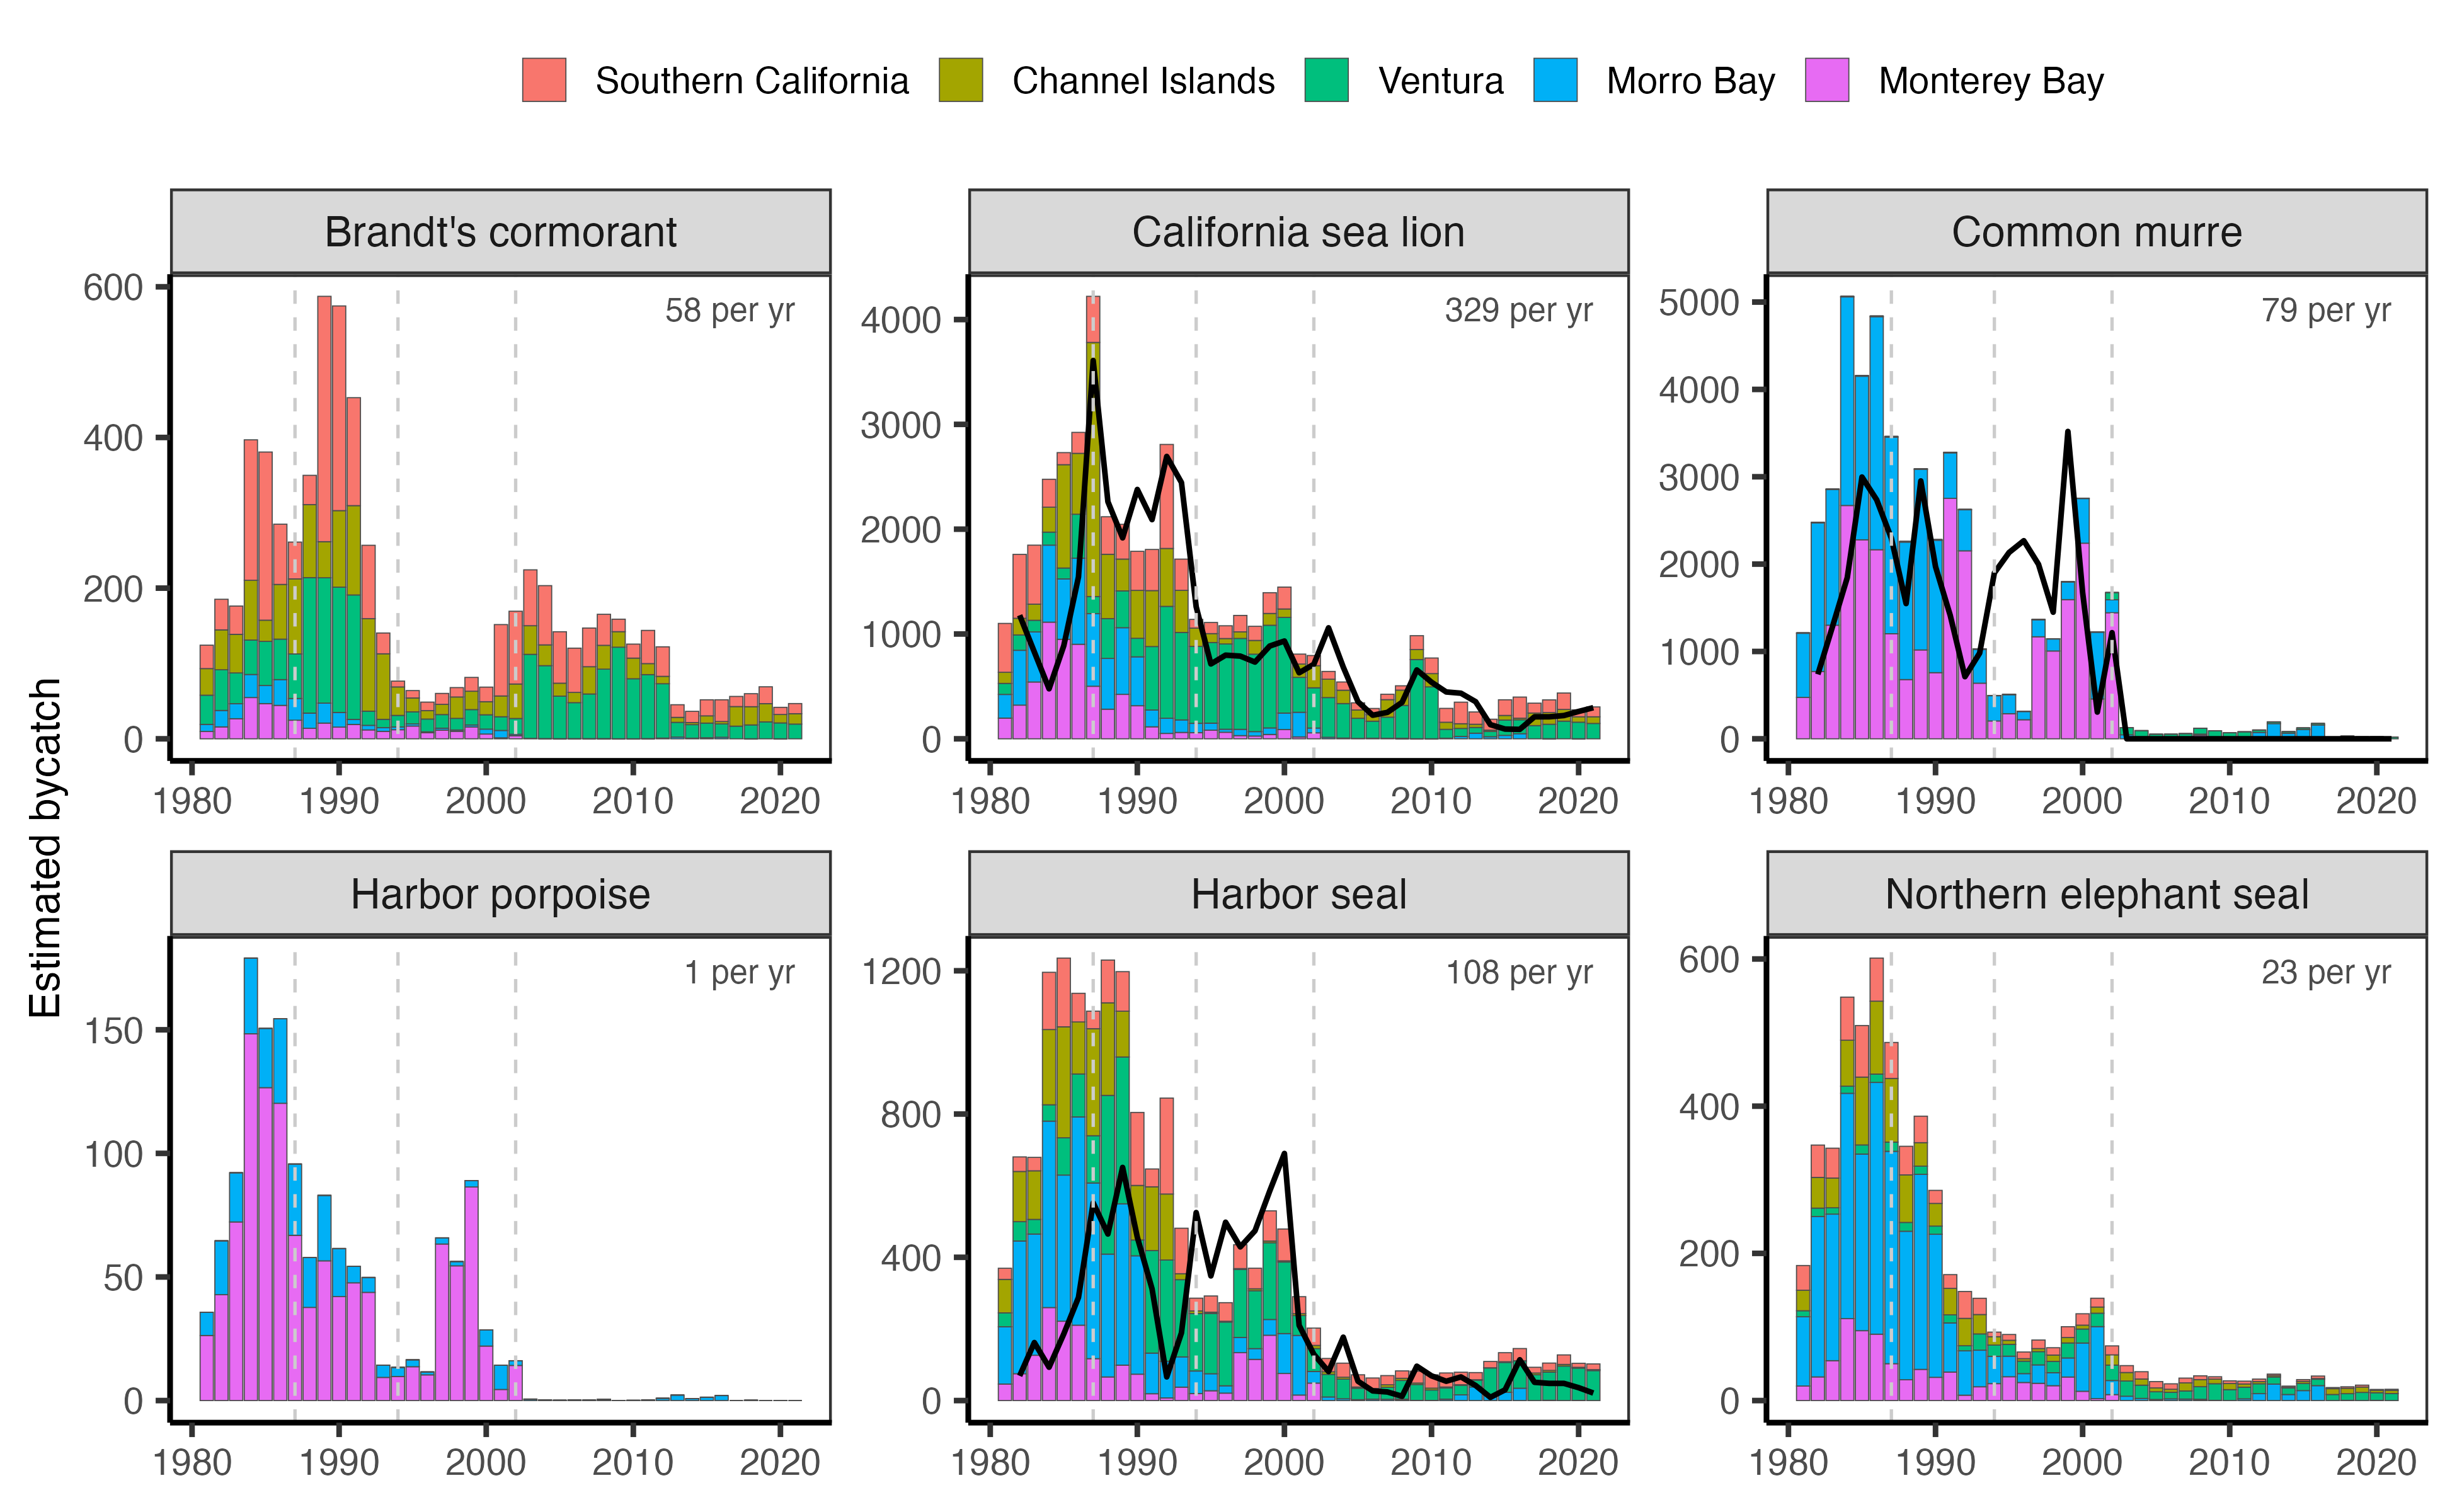 Southern California Channel Islands Ventura Morro Bay Monterey Bay
Estimated bycatch
Brandt's cormorant
58 per yr
600
400
200
0
1980 1990 2000 2010 2020
California sea lion
329 per yr
4000
3000
2000
1000
0
1980 1990 2000 2010 2020
Common murre
79 per yr
5000
4000
3000
2000
1000
0
1980 1990 2000 2010 2020
Harbor porpoise
1 per yr
150
100
50
0
1980 1990 2000 2010 2020
Harbor seal
108 per yr
1200
800
400
0
1980 1990 2000 2010 2020
Northern elephant seal
23 per yr
600
400
200
0
1980 1990 2000 2010 2020